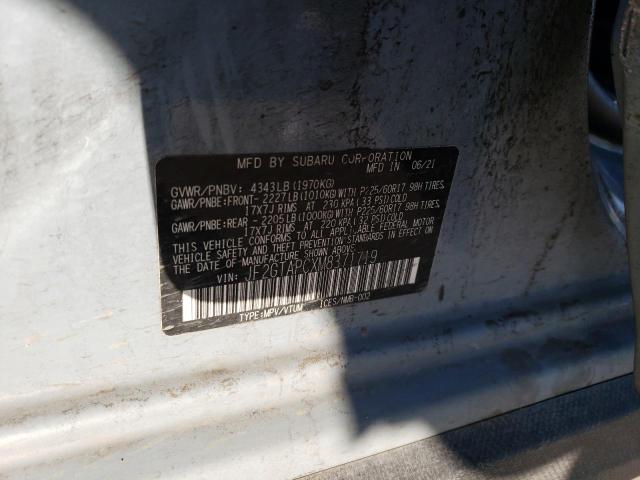 MFD BY SUBARU CORPORATION
MFD IN 06/21
GVWR/PNBV: 4343LB(1970KG)
GAWR/PNBE:FRONT-2227LB(1010KG)WITH P225/60R17 98H TIRES,
17X7J RIMS AT 230 KPA(33 PSI)COLD
GAWR/PNBE:REAR -2205LB(1000KG)WITH P225/60R17 98H TIRES,
17X7J RIMS AT 220 KPA(32 PSI)COLD
THIS VEHICLE CONFORMS TO ALL APPLICABLE FEDERAL MOTOR
VEHICLE SAFETY AND THEFT PREVENTION STANDARDS IN EFFECT ON
THE DATE OF MANUFACTURE SHOWN ABOVE.
VIN: JF2GTAPCXM8371719
TYPE:MPV/VTUM ICES/NMB-002